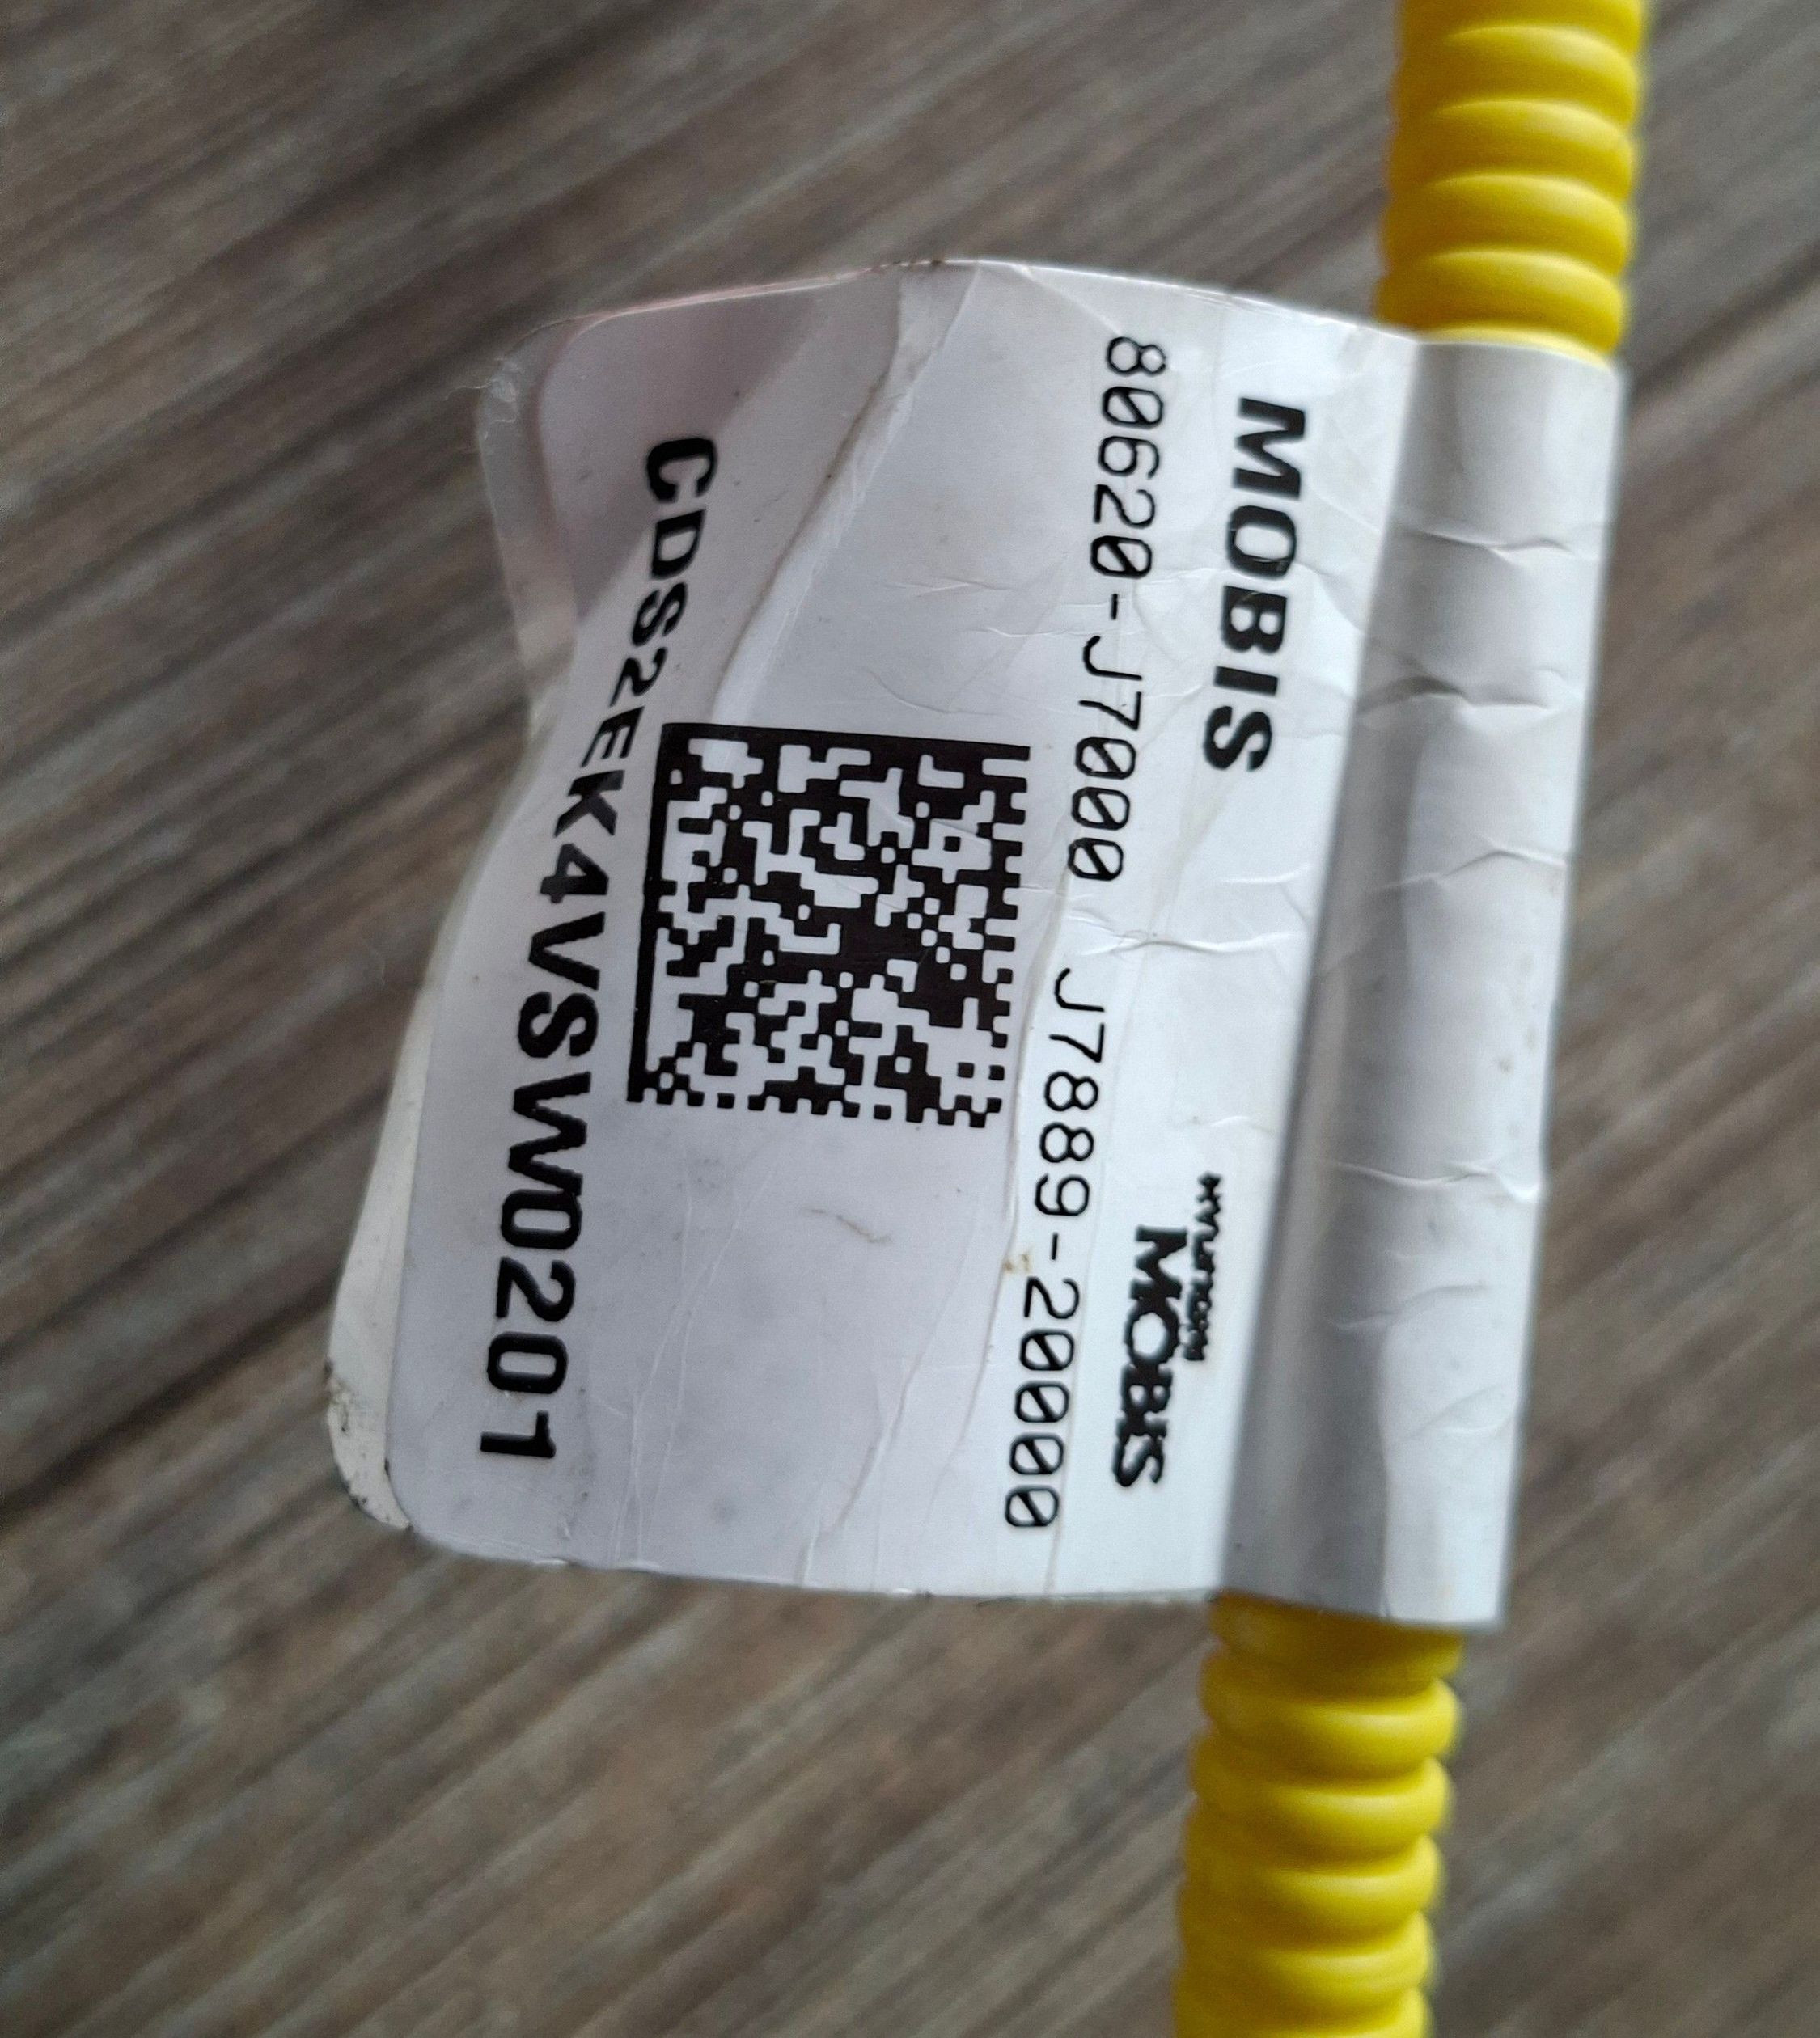 MOBIS
HYUNDAI
MOBIS
80620-J7000 J7889-20000
CDS2EK4VSW0201